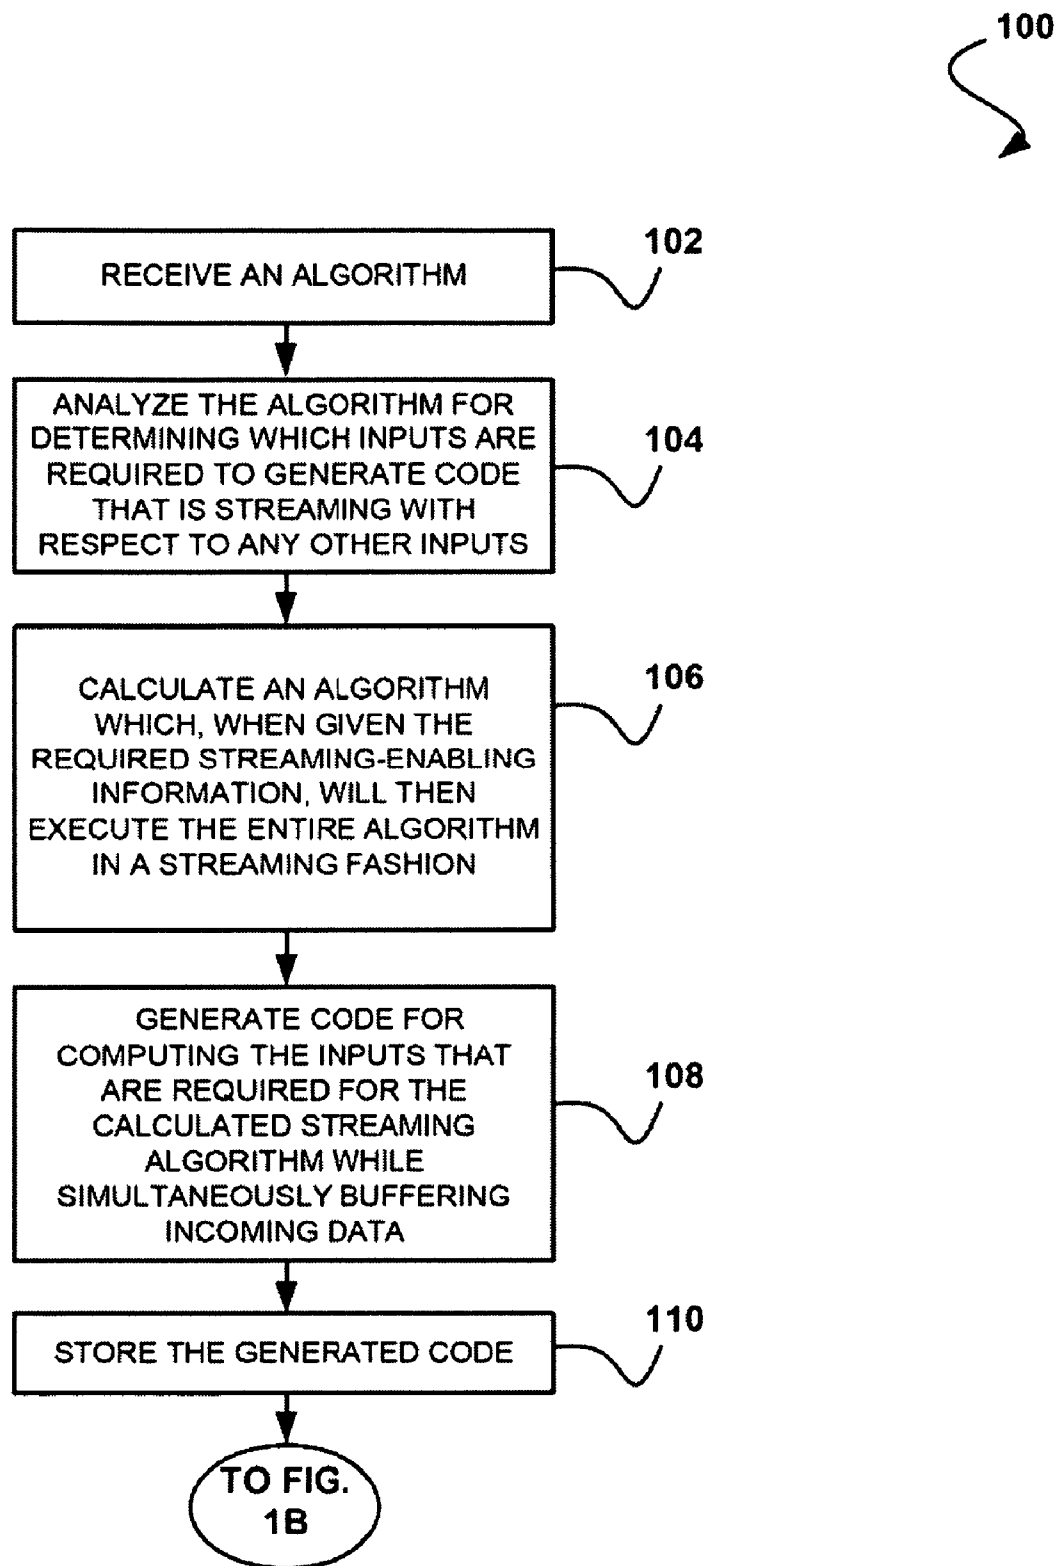 100
RECEIVE AN ALGORITHM
102
ANALYZE THE ALGORITHM FOR
DETERMINING WHICH INPUTS ARE
REQUIRED TO GENERATE CODE
THAT IS STREAMING WITH
RESPECT TO ANY OTHER INPUTS
104
CALCULATE AN ALGORITHM
WHICH, WHEN GIVEN THE
REQUIRED STREAMING-ENABLING
INFORMATION, WILL THEN
EXECUTE THE ENTIRE ALGORITHM
IN A STREAMING FASHION
106
GENERATE CODE FOR
COMPUTING THE INPUTS THAT
ARE REQUIRED FOR THE
CALCULATED STREAMING
ALGORITHM WHILE
SIMULTANEOUSLY BUFFERING
INCOMING DATA
108
STORE THE GENERATED CODE
110
TO FIG.
1B